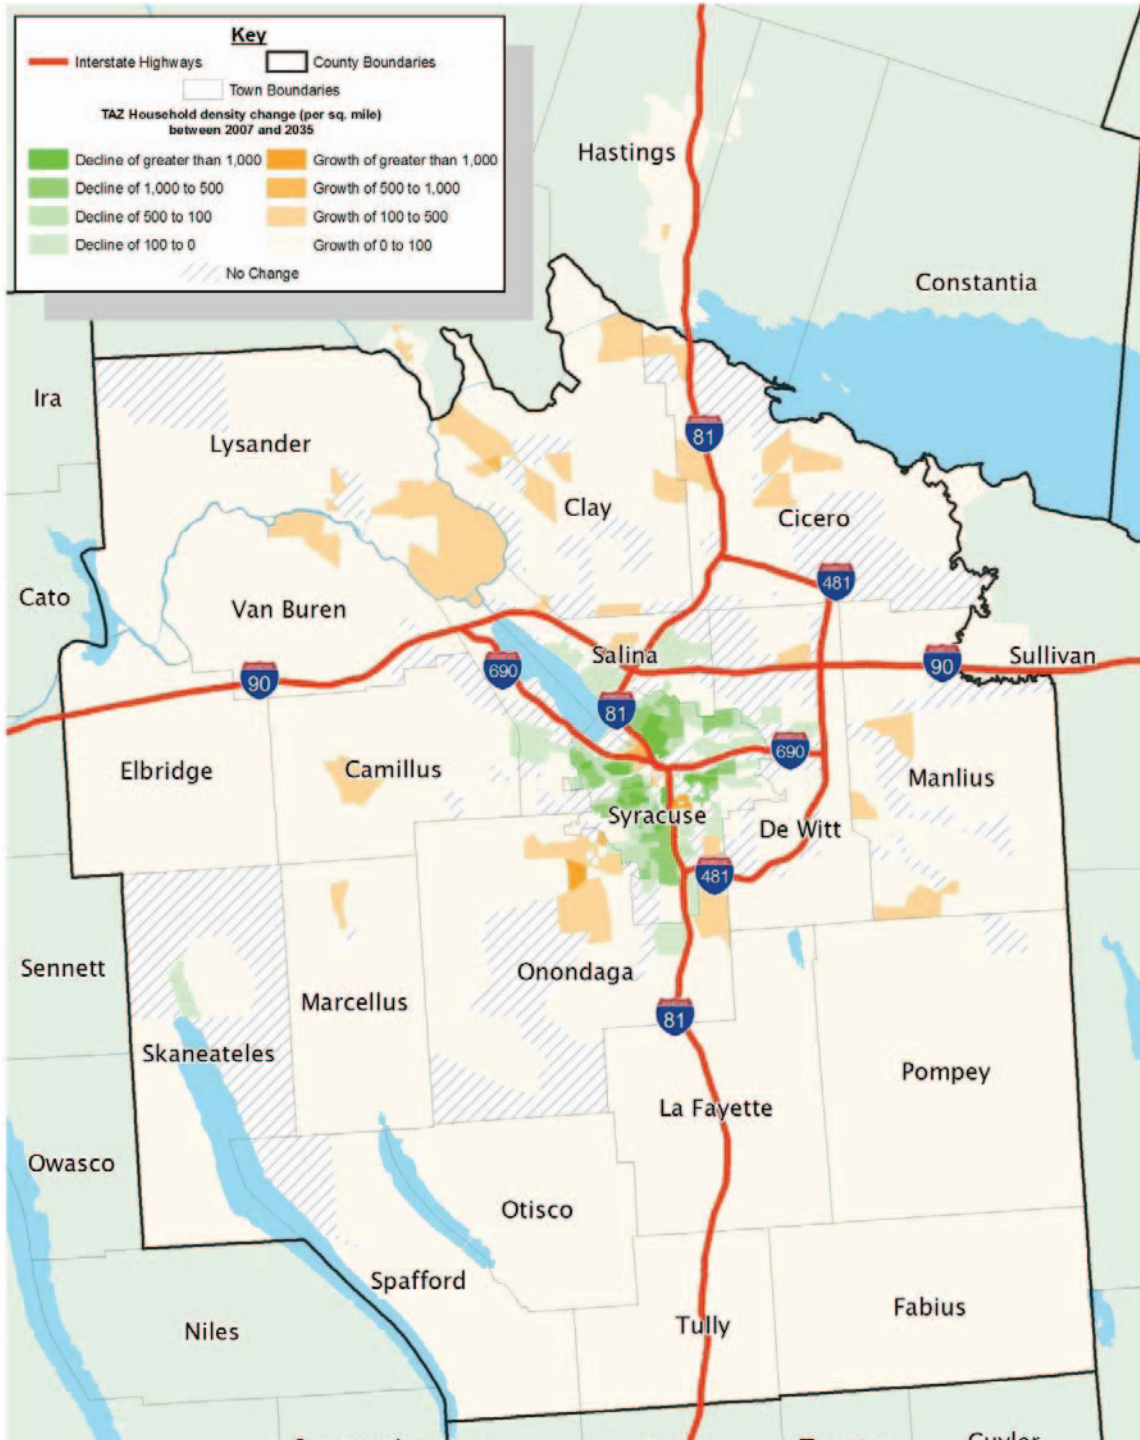 Key
Interstate Highways
County Boundaries
Town Boundaries
TAZ Household density change (per sq. mile)
between 2007 and 2035
Decline of greater than 1,000
Growth of greater than 1,000
Decline of 1,000 to 500
Growth of 500 to 1,000
Decline of 500 to 100
Growth of 100 to 500
Decline of 100 to 0
Growth of 0 to 100
No Change
Hastings
Constantia
Ira
Lysander
81
Clay
Cicero
481
Cato
Van Buren
Salina
Sullivan
90
690
90
81
690
Elbridge
Camillus
Manlius
Syracuse
De Witt
481
Sennett
Onondaga
Marcellus
81
Skaneateles
Pompey
La Fayette
Owasco
Otisco
Spafford
Fabius
Niles
Tully